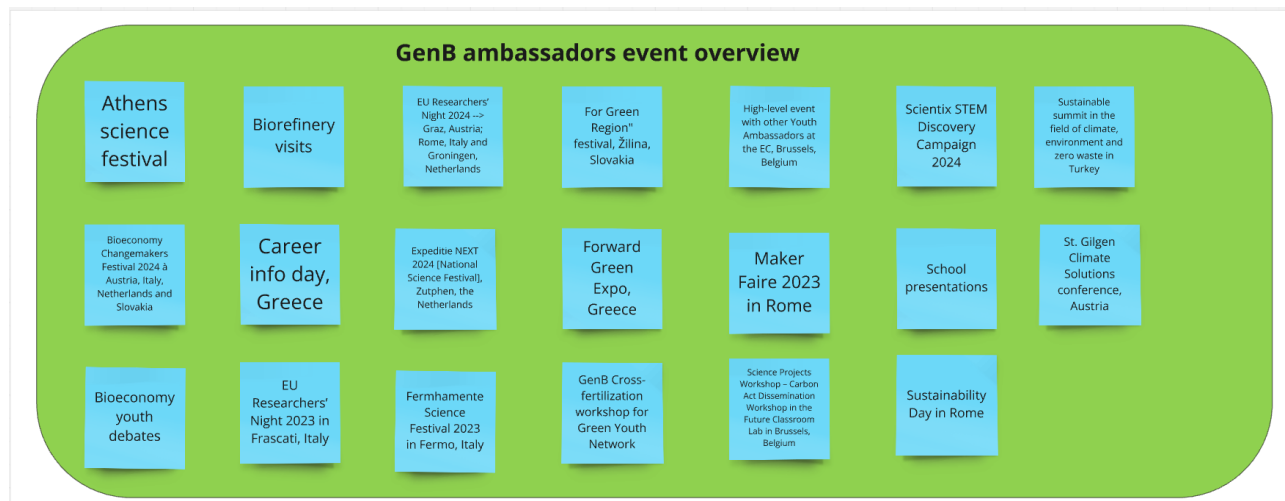 GenB ambassadors event overview
Athens
science
festival
Biorefinery
visits
EU Researchers’
Night 2024 -->
Graz, Austria;
Rome, Italy and
Groningen,
Netherlands
For Green
Region"
festival, Žilina,
Slovakia
High-level event
with other Youth
Ambassadors at
the EC, Brussels,
Belgium
Scientix STEM
Discovery
Campaign
2024
Sustainable
summit in the
field of climate,
environment and
zero waste in
Turkey
Bioeconomy
Changemakers
Festival 2024 à
Austria, Italy,
Netherlands and
Slovakia
Career
info day,
Greece
Expeditie NEXT
2024 [National
Science Festival],
Zutphen, the
Netherlands
Forward
Green
Expo,
Greece
Maker
Faire 2023
in Rome
School
presentations
St. Gilgen
Climate
Solutions
conference,
Austria
Bioeconomy
youth
debates
EU
Researchers’
Night 2023 in
Frascati, Italy
Fermhamente
Science
Festival 2023
in Fermo, Italy
GenB Cross-
fertilization
workshop for
Green Youth
Network
Science Projects
Workshop – Carbon
Act Dissemination
Workshop in the
Future Classroom
Lab in Brussels,
Belgium
Sustainability
Day in Rome